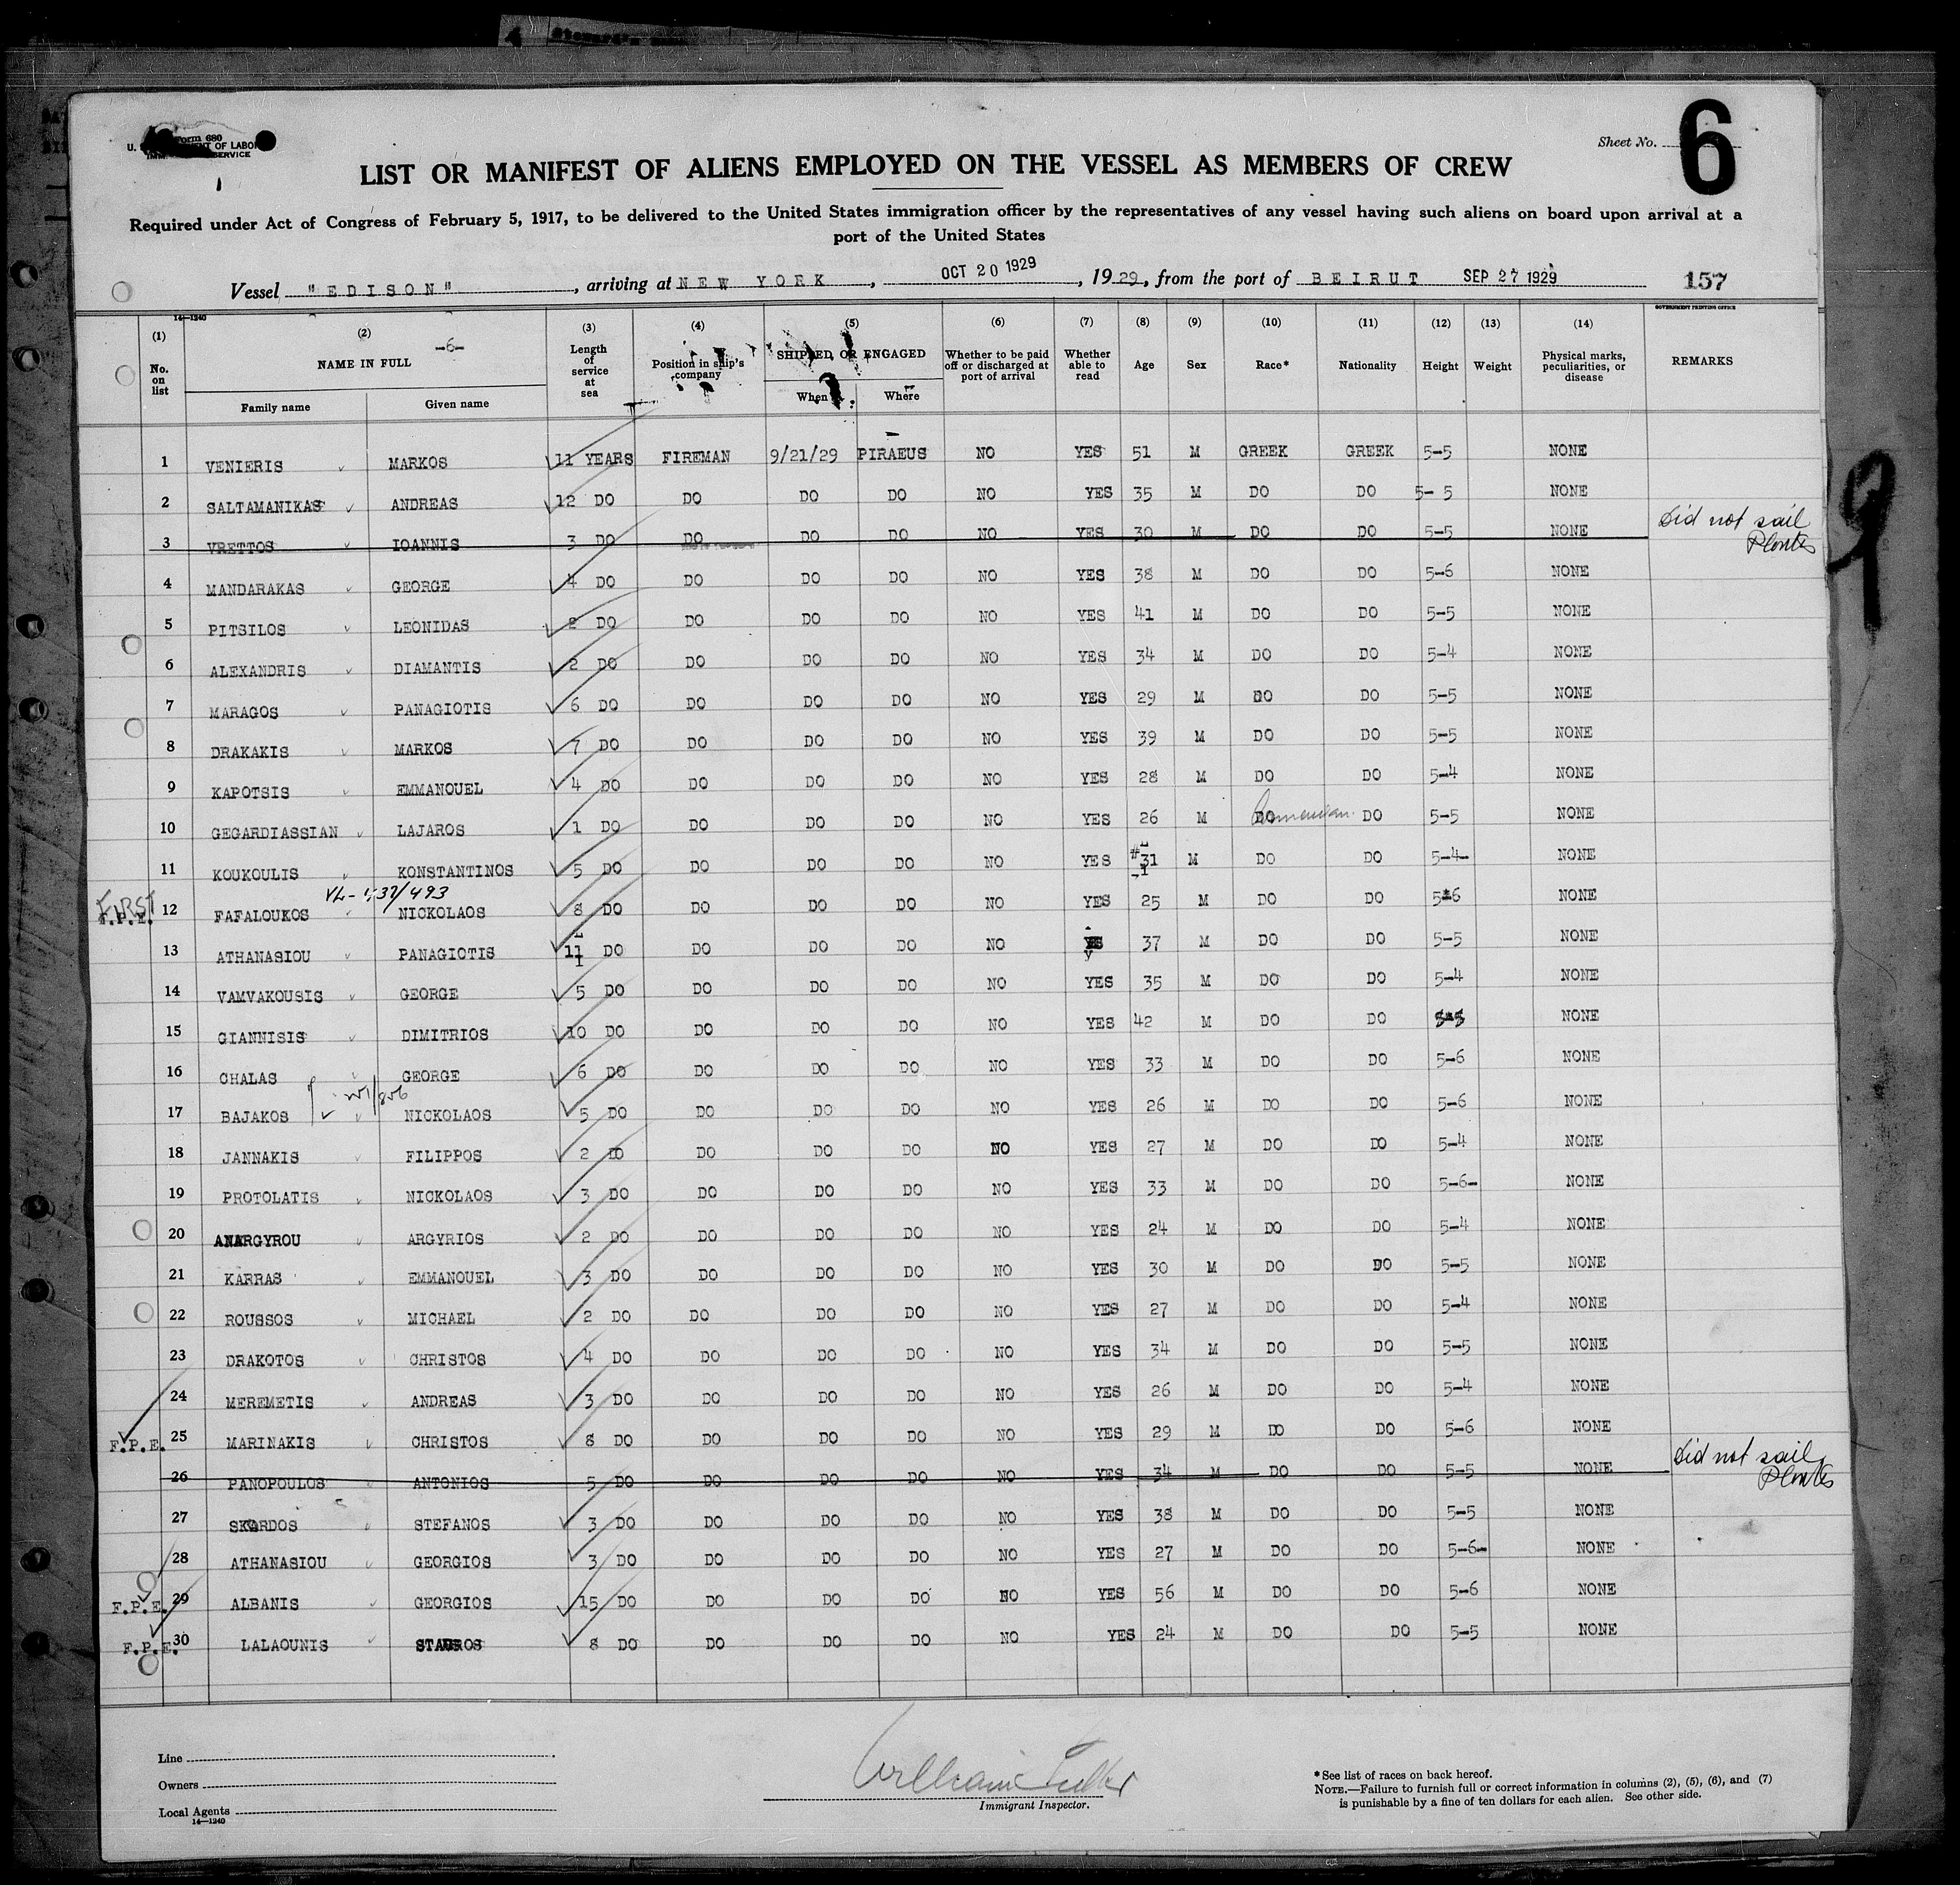 Form 680
U. OF LABOR
SERVICE
Sheet No. 6
LIST OR MANIFEST OF ALIENS EMPLOYED ON THE VESSEL AS MEMBERS OF CREW
Required under Act of Congress of February 5, 1917, to be delivered to the United States immigration officer by the representatives of any vessel having such aliens on board upon arrival at a
port of the United States
Vessel "EDISON", arriving at NEW YORK, OCT 20 1929, 1929, from the port of BEIRUT SEP 27 1929 157
14—1240
GOVERNMENT PRINTING OFFICE
(1) No. on list
(2) NAME IN FULL -6-
Family name Given name
(3) Length of service at sea
(4) Position in ship's company
(5) SHIPPED OR ENGAGED
When Where
(6) Whether to be paid off or discharged at port of arrival
(7) Whether able to read
(8) Age
(9) Sex
(10) Race*
(11) Nationality
(12) Height
(13) Weight
(14) Physical marks, peculiarities, or disease
REMARKS
1 VENIERIS MARKOS 11 YEARS FIREMAN 9/21/29 PIRAEUS NO YES 51 M GREEK GREEK 5-5 NONE
2 SALTAMANIKAS ANDREAS 12 DO DO DO DO NO YES 35 M DO DO 5-5 NONE
3 VRETTOS IOANNIS 3 DO DO DO DO NO YES 30 M DO DO 5-5 NONE Did not sail
4 MANDARAKAS GEORGE 4 DO DO DO DO NO YES 38 M DO DO 5-6 NONE
5 PITSILOS LEONIDAS 2 DO DO DO DO NO YES 41 M DO DO 5-5 NONE
6 ALEXANDRIS DIAMANTIS 2 DO DO DO DO NO YES 34 M DO DO 5-4 NONE
7 MARAGOS PANAGIOTIS 6 DO DO DO DO NO YES 29 M DO DO 5-5 NONE
8 DRAKAKIS MARKOS 7 DO DO DO DO NO YES 39 M DO DO 5-5 NONE
9 KAPOTSIS EMMANOUEL 4 DO DO DO DO NO YES 28 M DO DO 5-4 NONE
10 GEGARDIASSIAN LAJAROS 1 DO DO DO DO NO YES 26 M DO DO 5-5 NONE
11 KOUKOULIS KONSTANTINOS 5 DO DO DO DO NO YES 31 M DO DO 5-4- NONE
FIRST F.P.E. 12 FAFALOUKOS NICKOLAOS 8 DO DO DO DO NO YES 25 M DO DO 5-6 NONE
13 ATHANASIOU PANAGIOTIS 11 DO DO DO DO NO YES 37 M DO DO 5-5 NONE
14 VAMVAKOUSIS GEORGE 5 DO DO DO DO NO YES 35 M DO DO 5-4 NONE
15 GIANNISIS DIMITRIOS 10 DO DO DO DO NO YES 42 M DO DO 5-5 NONE
16 CHALAS GEORGE 6 DO DO DO DO NO YES 33 M DO DO 5-6 NONE
17 BAJAKOS NICKOLAOS 5 DO DO DO DO NO YES 26 M DO DO 5-6 NONE
18 JANNAKIS FILIPPOS 2 DO DO DO DO NO YES 27 M DO DO 5-4 NONE
19 PROTOLATIS NICKOLAOS 3 DO DO DO DO NO YES 33 M DO DO 5-6- NONE
20 ANARGYROU ARGYRIOS 2 DO DO DO DO NO YES 24 M DO DO 5-4 NONE
21 KARRAS EMMANOUEL 3 DO DO DO DO NO YES 30 M DO DO 5-5 NONE
22 ROUSSOS MICHAEL 2 DO DO DO DO NO YES 27 M DO DO 5-4 NONE
23 DRAKOTOS CHRISTOS 4 DO DO DO DO NO YES 34 M DO DO 5-5 NONE
24 MEREMETIS ANDREAS 3 DO DO DO DO NO YES 26 M DO DO 5-4 NONE
F.P.E. 25 MARINAKIS CHRISTOS 8 DO DO DO DO NO YES 29 M DO DO 5-6 NONE
26 PANOPOULOS ANTONIOS 5 DO DO DO DO NO YES 34 M DO DO 5-5 NONE Did not sail
27 SKORDOS STEFANOS 3 DO DO DO DO NO YES 38 M DO DO 5-5 NONE
28 ATHANASIOU GEORGIOS 3 DO DO DO DO NO YES 27 M DO DO 5-6- NONE
F.P.E. 29 ALBANIS GEORGIOS 15 DO DO DO DO NO YES 56 M DO DO 5-6 NONE
F.P.E. 30 LALAOUNIS STAVROS 8 DO DO DO DO NO YES 24 M DO DO 5-5 NONE
9
Line
Owners
Local Agents
14—1240
William Fuller
Immigrant Inspector.
*See list of races on back hereof.
NOTE.—Failure to furnish full or correct information in columns (2), (5), (6), and (7)
is punishable by a fine of ten dollars for each alien. See other side.